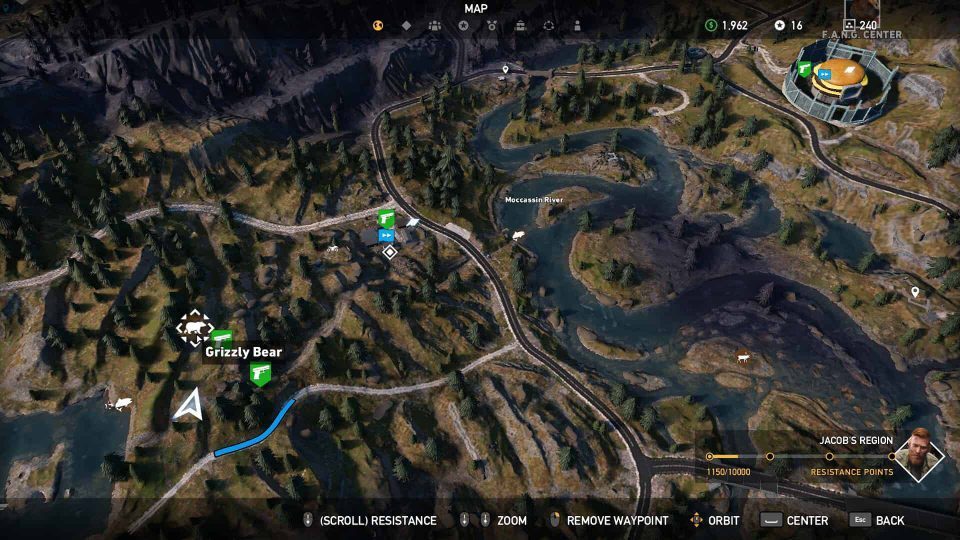 MAP
$ 1,962
16
240
F.A.N.G. CENTER
Moccassin River
Grizzly Bear
JACOB'S REGION
1150/10000
RESISTANCE POINTS
(SCROLL) RESISTANCE
ZOOM
REMOVE WAYPOINT
ORBIT
CENTER
Esc BACK